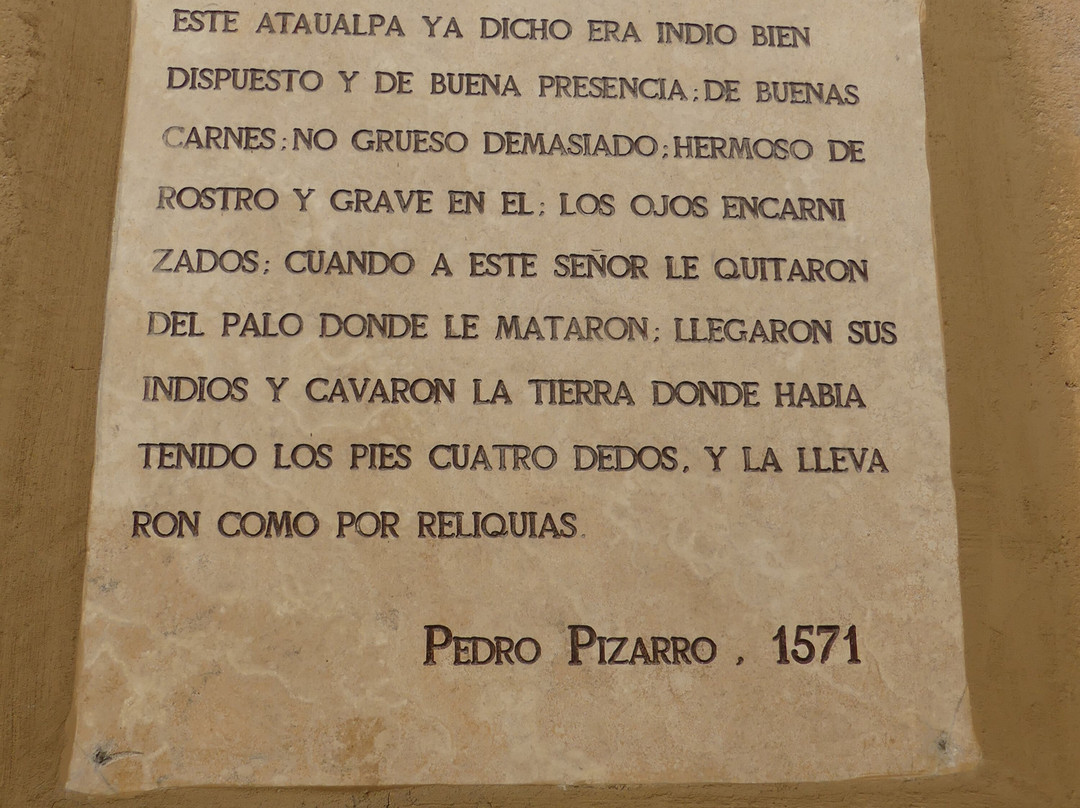 ESTE ATAUALPA YA DICHO ERA INDIO BIEN
DISPUESTO Y DE BUENA PRESENCIA; DE BUENAS
CARNES; NO GRUESO DEMASIADO; HERMOSO DE
ROSTRO Y GRAVE EN EL; LOS OJOS ENCARNI
ZADOS; CUANDO A ESTE SEÑOR LE QUITARON
DEL PALO DONDE LE MATARON; LLEGARON SUS
INDIOS Y CAVARON LA TIERRA DONDE HABIA
TENIDO LOS PIES CUATRO DEDOS, Y LA LLEVA
RON COMO POR RELIQUIAS.
PEDRO PIZARRO, 1571